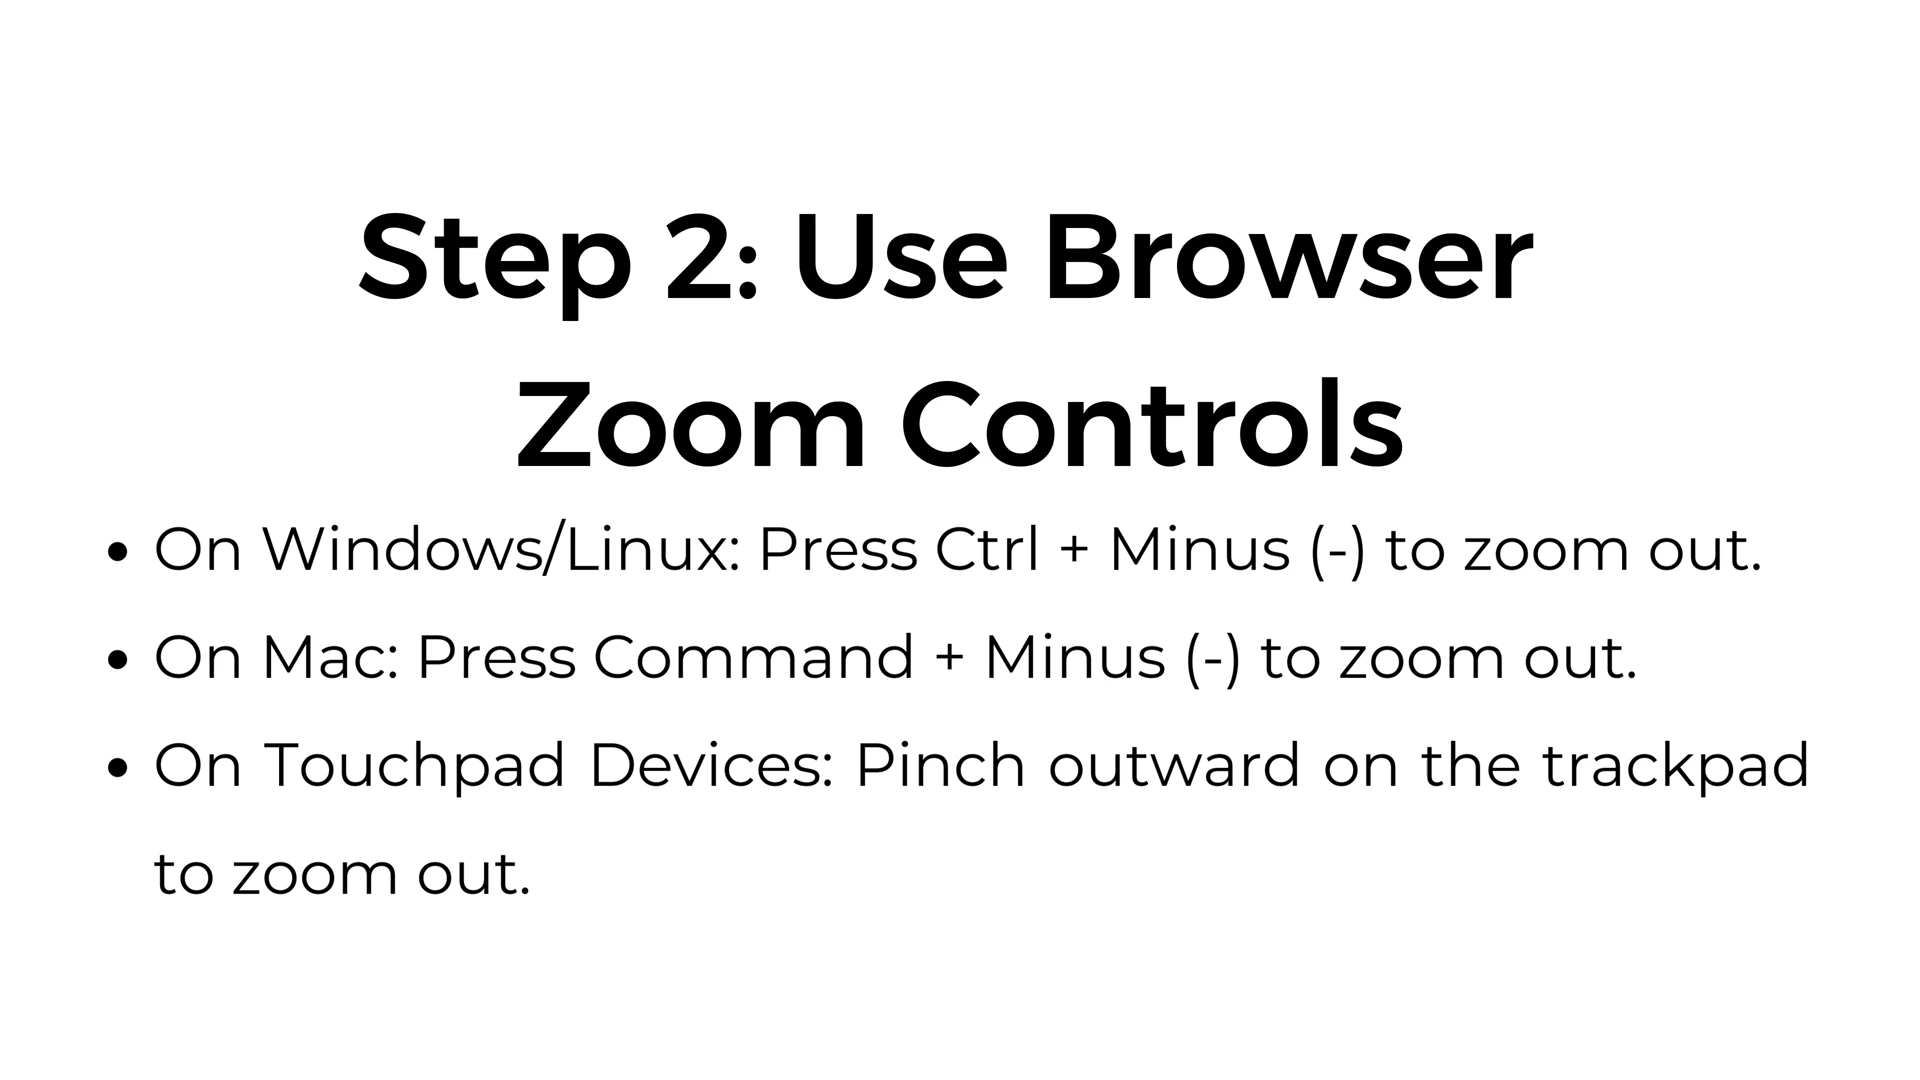 Step 2: Use Browser
Zoom Controls
• On Windows/Linux: Press Ctrl + Minus (-) to zoom out.
• On Mac: Press Command + Minus (-) to zoom out.
• On Touchpad Devices: Pinch outward on the trackpad
to zoom out.